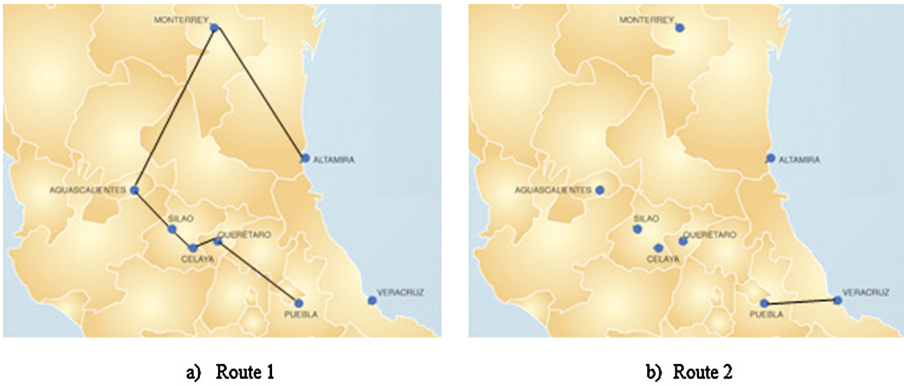 MONTERREY
ALTAMIRA
AGUASCALIENTES
SILAO
QUERÉTARO
CELAYA
VERACRUZ
PUEBLA
a) Route 1
MONTERREY
ALTAMIRA
AGUASCALIENTES
SILAO
QUERÉTARO
CELAYA
VERACRUZ
PUEBLA
b) Route 2